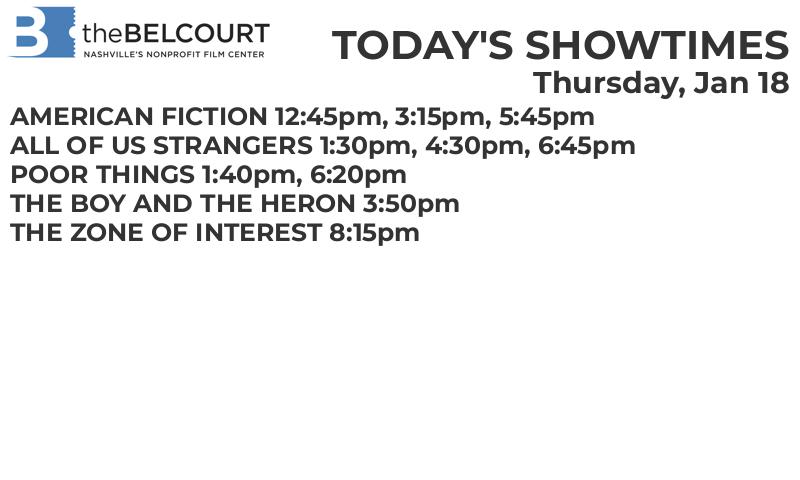 B theBELCOURT
NASHVILLE'S NONPROFIT FILM CENTER
TODAY'S SHOWTIMES
Thursday, Jan 18
AMERICAN FICTION 12:45pm, 3:15pm, 5:45pm
ALL OF US STRANGERS 1:30pm, 4:30pm, 6:45pm
POOR THINGS 1:40pm, 6:20pm
THE BOY AND THE HERON 3:50pm
THE ZONE OF INTEREST 8:15pm